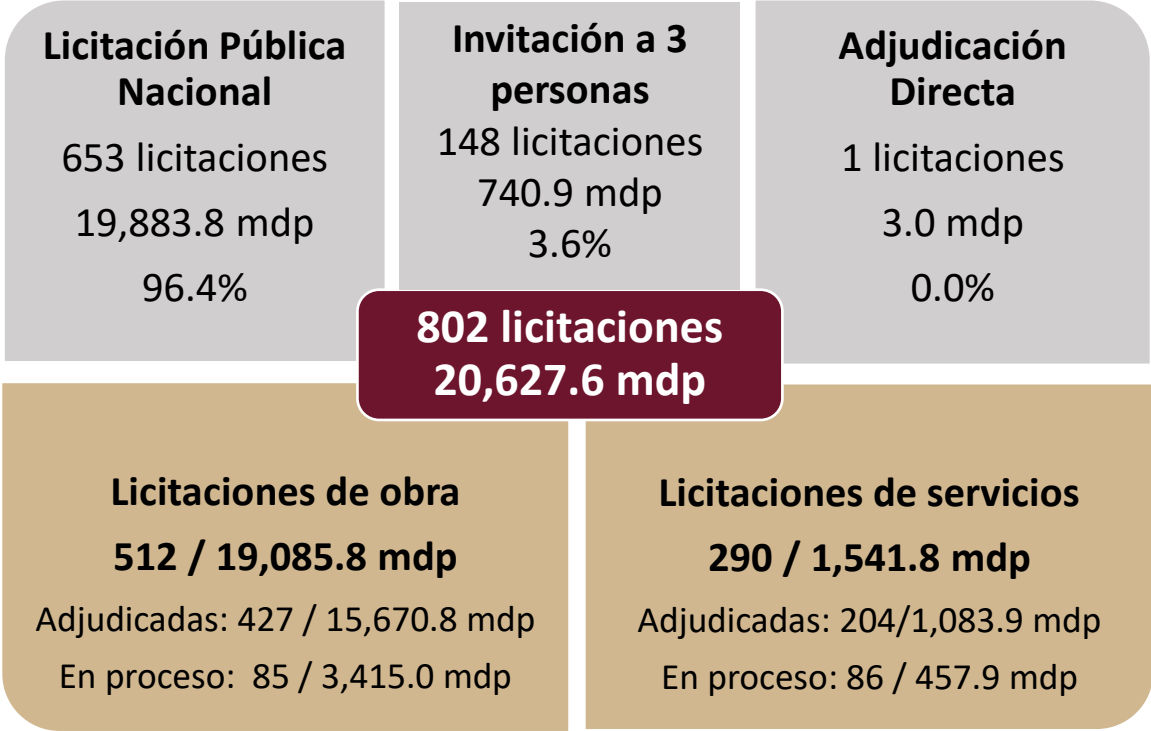 Licitación Pública
Nacional
653 licitaciones
19,883.8 mdp
96.4%
Invitación a 3
personas
148 licitaciones
740.9 mdp
3.6%
Adjudicación
Directa
1 licitaciones
3.0 mdp
0.0%
802 licitaciones
20,627.6 mdp
Licitaciones de obra
512 / 19,085.8 mdp
Adjudicadas: 427 / 15,670.8 mdp
En proceso: 85 / 3,415.0 mdp
Licitaciones de servicios
290 / 1,541.8 mdp
Adjudicadas: 204/1,083.9 mdp
En proceso: 86 / 457.9 mdp